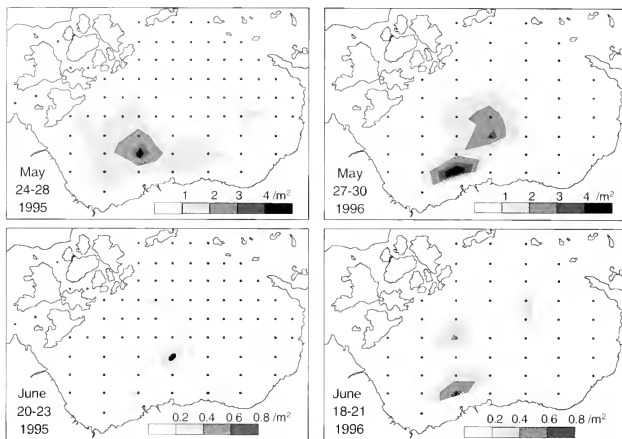 May
24-28
1995
1 2 3 4 /m²
May
27-30
1996
1 2 3 4 /m²
June
20-23
1995
0.2 0.4 0.6 0.8 /m²
June
18-21
1996
0.2 0.4 0.6 0.8 /m²